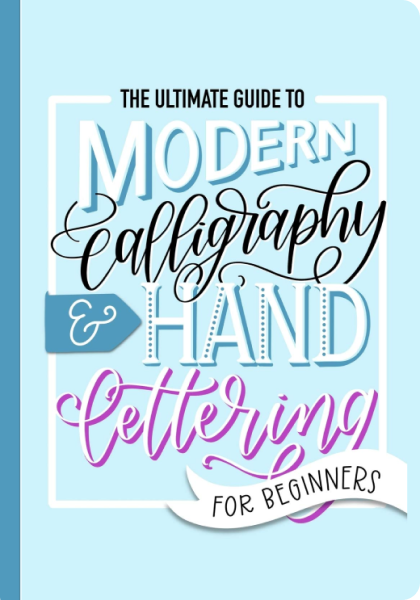 THE ULTIMATE GUIDE TO
MODERN
Calligraphy
& HAND
lettering
FOR BEGINNERS